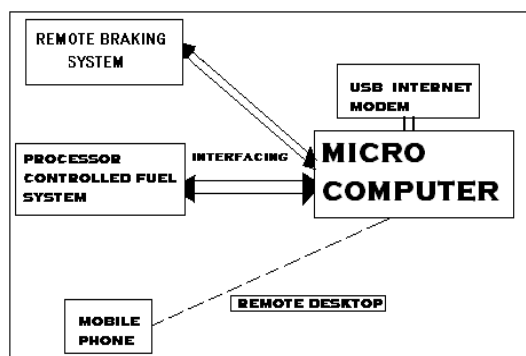 REMOTE BRAKING
SYSTEM
USB INTERNET
MODEM
PROCESSOR
CONTROLLED FUEL
SYSTEM
INTERFACING
MICRO
COMPUTER
REMOTE DESKTOP
MOBILE
PHONE